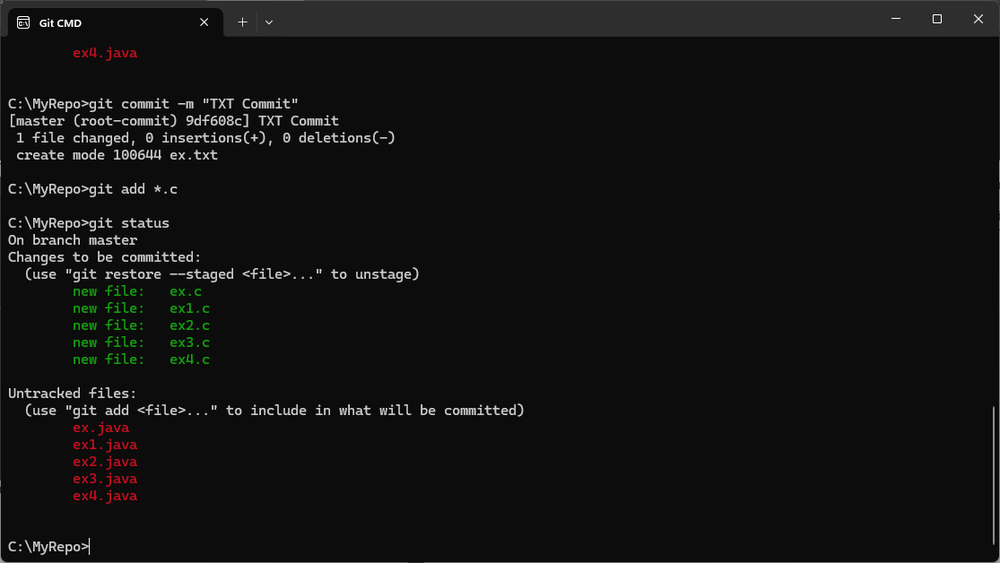 Git CMD
ex4.java
C:\MyRepo>git commit -m "TXT Commit"
[master (root-commit) 9df608c] TXT Commit
 1 file changed, 0 insertions(+), 0 deletions(-)
 create mode 100644 ex.txt
C:\MyRepo>git add *.c
C:\MyRepo>git status
On branch master
Changes to be committed:
  (use "git restore --staged <file>..." to unstage)
        new file:   ex.c
        new file:   ex1.c
        new file:   ex2.c
        new file:   ex3.c
        new file:   ex4.c
Untracked files:
  (use "git add <file>..." to include in what will be committed)
        ex.java
        ex1.java
        ex2.java
        ex3.java
        ex4.java
C:\MyRepo>